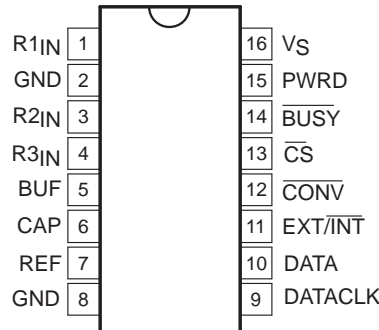 R1IN 1 16 VS
GND 2 15 PWRD
R2IN 3 14 BUSY
R3IN 4 13 CS
BUF 5 12 CONV
CAP 6 11 EXT/INT
REF 7 10 DATA
GND 8 9 DATACLK